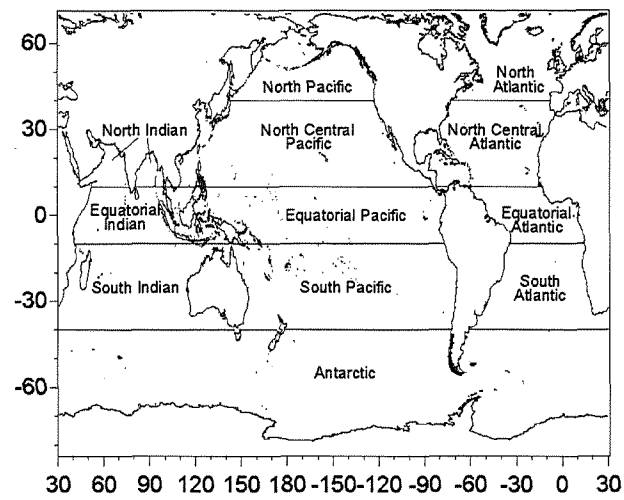 60
30
0
-30
-60
North Pacific
North
Atlantic
North Indian
North Central
Pacific
North Central
Atlantic
Equatorial
Indian
Equatorial Pacific
Equatorial
Atlantic
South Indian
South Pacific
South
Atlantic
Antarctic
30 60 90 120 150 180 -150 -120 -90 -60 -30 0 30